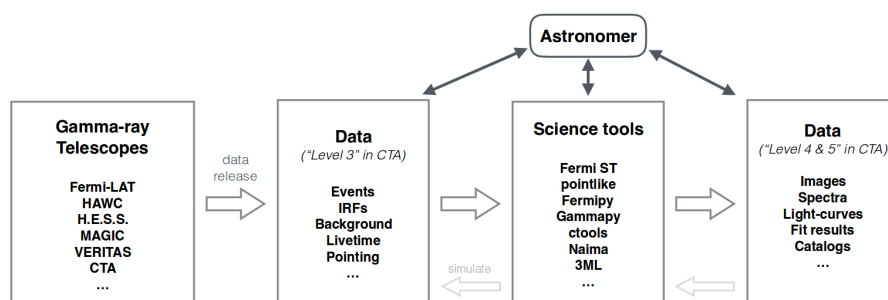 Astronomer
Gamma-ray
Telescopes
Fermi-LAT
HAWC
H.E.S.S.
MAGIC
VERITAS
CTA
...
data
release
Data
(“Level 3” in CTA)
Events
IRFs
Background
Livetime
Pointing
...
simulate
Science tools
Fermi ST
pointlike
Fermipy
Gammapy
ctools
Naima
3ML
...
Data
(“Level 4 & 5” in CTA)
Images
Spectra
Light-curves
Fit results
Catalogs
...